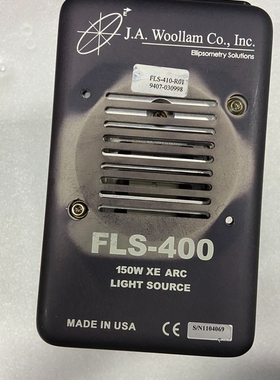 J.A. Woollam Co., Inc.
Ellipsometry Solutions
FLS-410-R01
9407-030998
FLS-400
150W XE ARC
LIGHT SOURCE
MADE IN USA
CE
S/N1104069